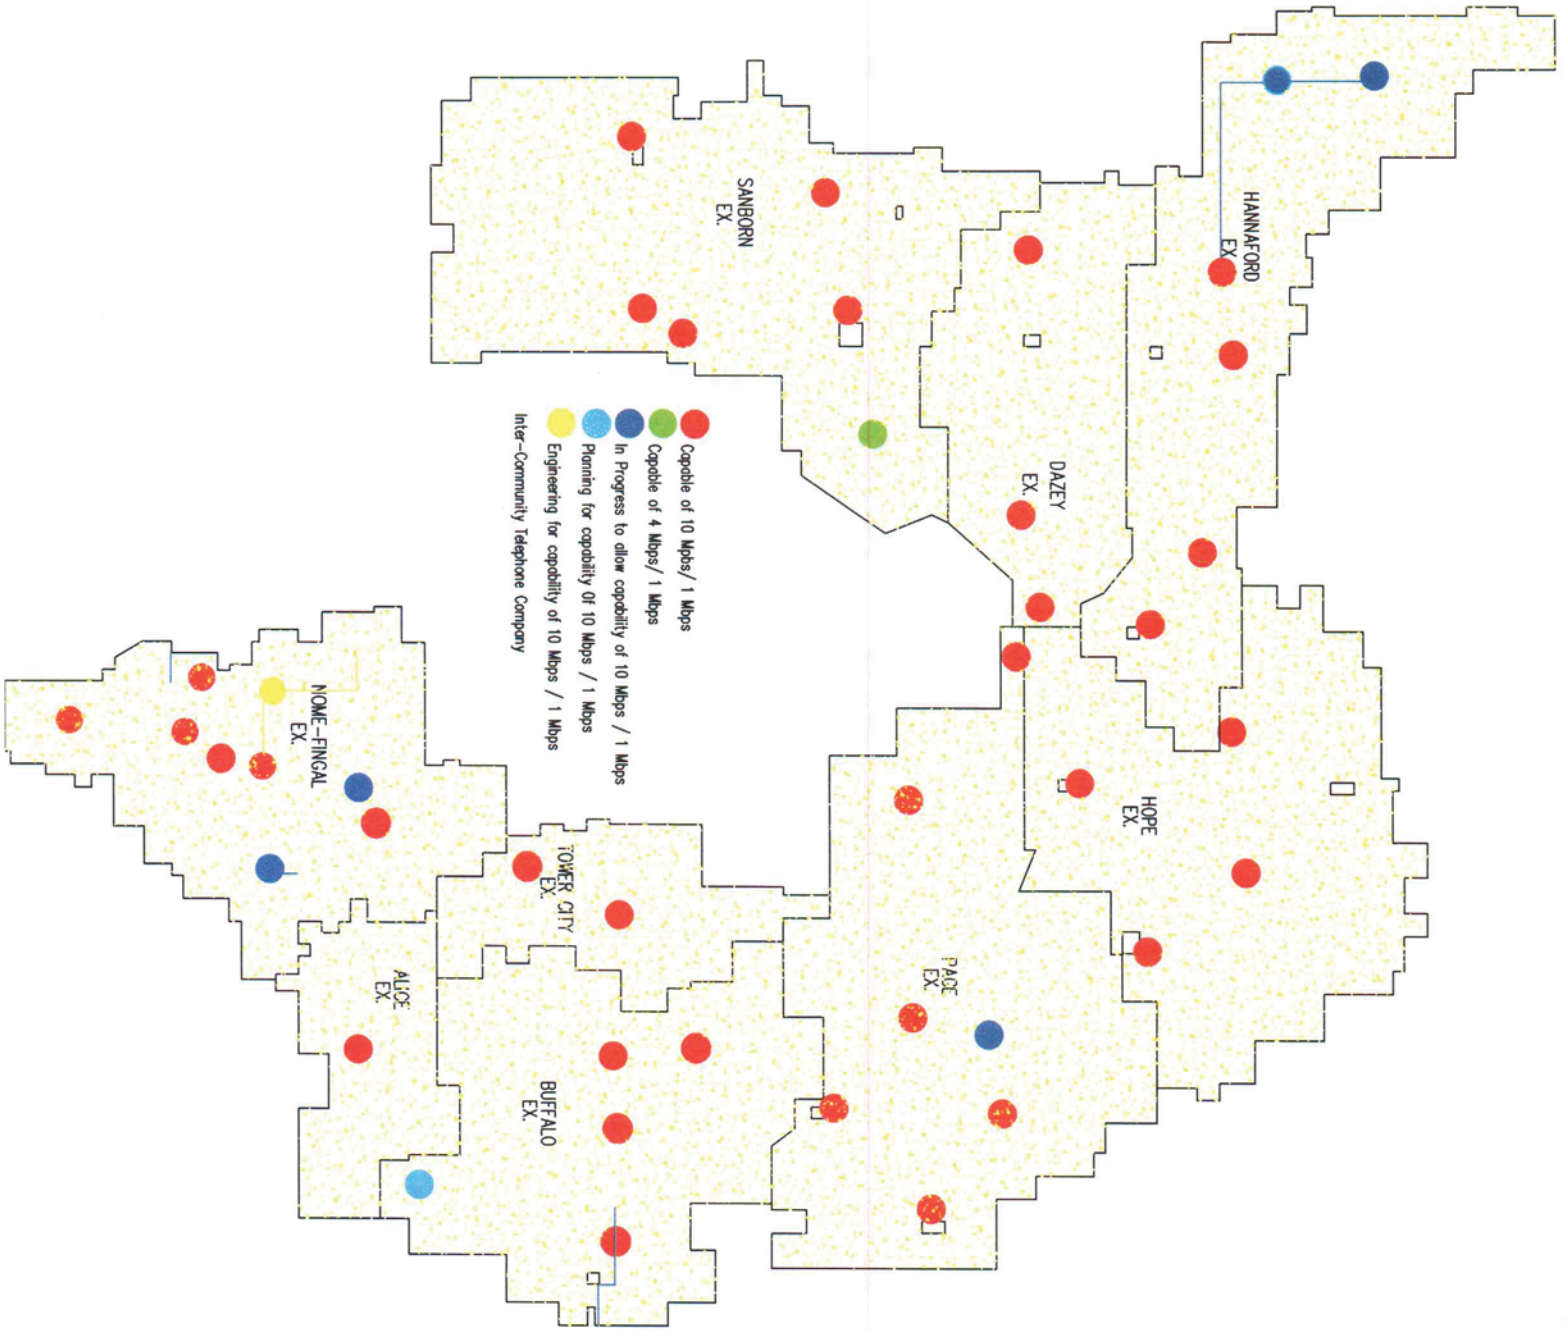 HANNAFORD
EX.
SANBORN
EX.
DAZEY
EX.
HOPE
EX.
PAGE
EX.
Capable of 10 Mpbs/ 1 Mbps
Capable of 4 Mbps/ 1 Mbps
In Progress to allow capability of 10 Mbps / 1 Mbps
Planning for capability Of 10 Mbps / 1 Mbps
Engineering for capability of 10 Mbps / 1 Mbps
Inter-Community Telephone Company
NOME-FINGAL
EX.
TOWER CITY
EX.
ALICE
EX.
BUFFALO
EX.